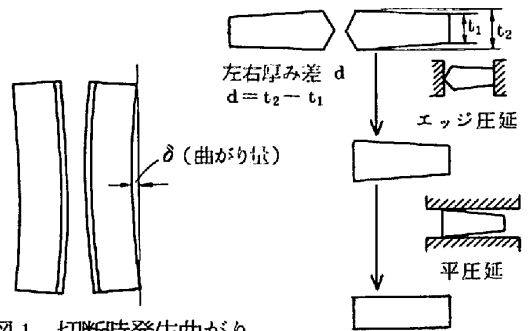 t₁ t₂
左右厚み差 d
d=t₂−t₁
エッジ圧延
δ(曲がり量)
平圧延
図1 切断時発生曲がり